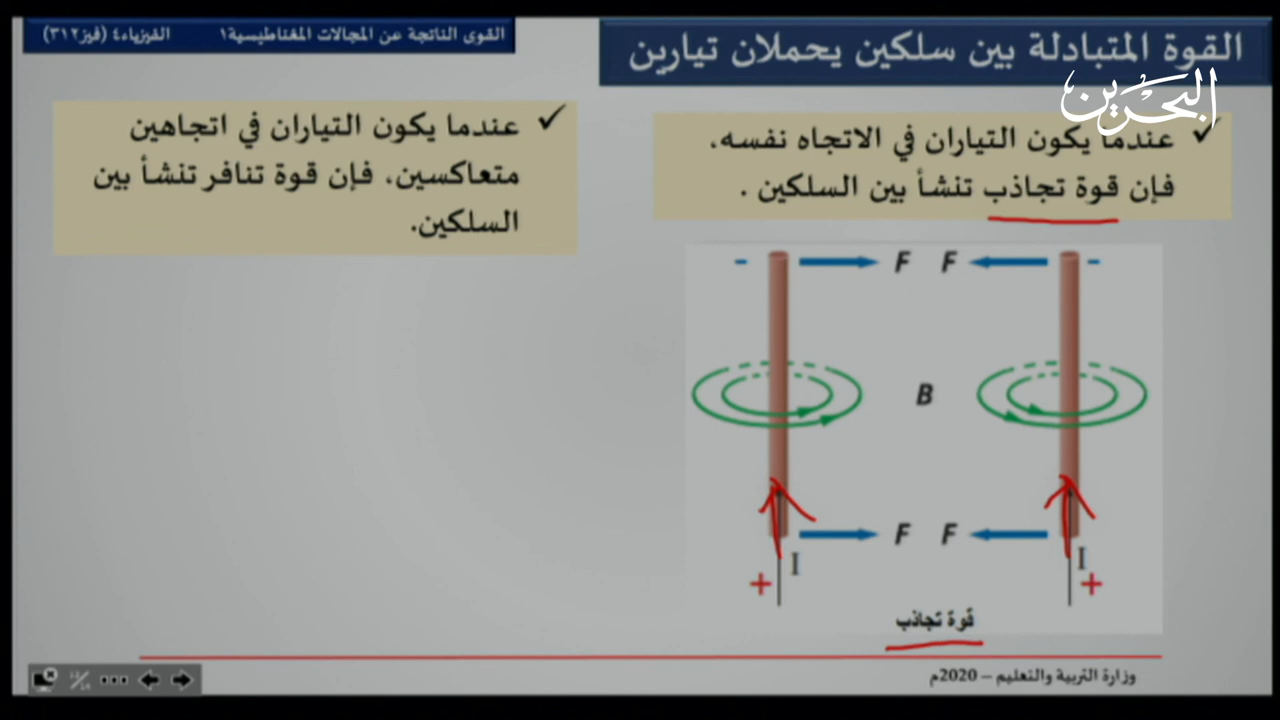 القوى الناتجة عن المجالات المغناطيسية١
الفيزياء٤ (فيز٣١٢)
القوة المتبادلة بين سلكين يحملان تيارين
البحرين
✓ عندما يكون التياران في الاتجاه نفسه،
فإن قوة تجاذب تنشأ بين السلكين .
✓ عندما يكون التياران في اتجاهين
متعاكسين، فإن قوة تنافر تنشأ بين
السلكين.
- F F -
B
F F
I I
+ +
قوة تجاذب
وزارة التربية والتعليم – 2020م